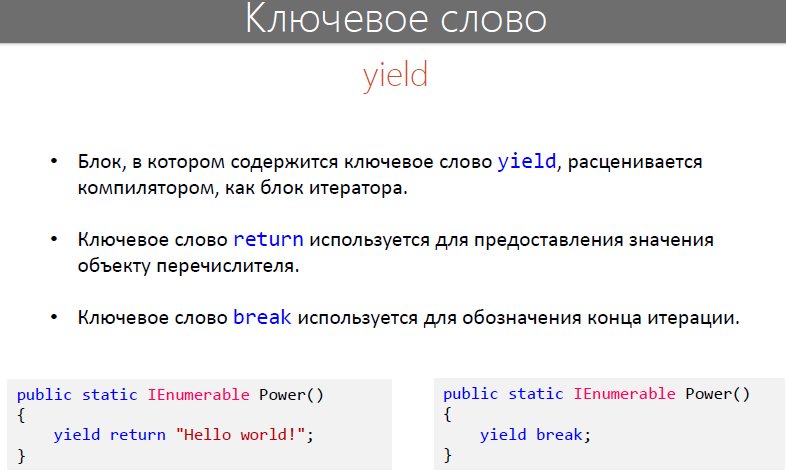 Ключевое слово
yield
• Блок, в котором содержится ключевое слово yield, расценивается
компилятором, как блок итератора.
• Ключевое слово return используется для предоставления значения
объекту перечислителя.
• Ключевое слово break используется для обозначения конца итерации.
public static IEnumerable Power()
{
    yield return "Hello world!";
}
public static IEnumerable Power()
{
    yield break;
}